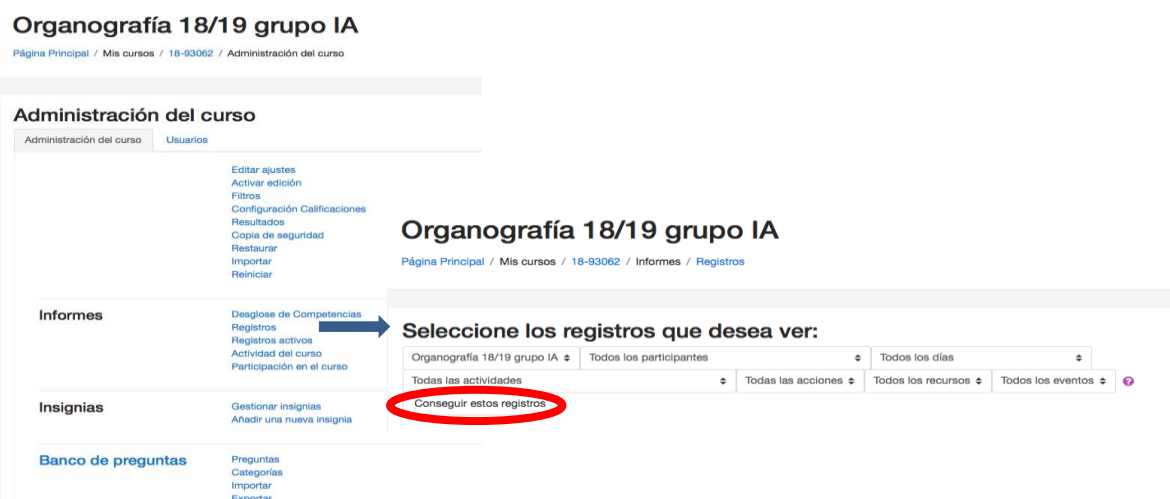 Organografía 18/19 grupo IA
Página Principal / Mis cursos / 18-93062 / Administración del curso
Administración del curso
Administración del curso Usuarios
Editar ajustes
Activar edición
Filtros
Configuración Calificaciones
Resultados
Copia de seguridad
Restaurar
Importar
Reiniciar
Informes
Desglose de Competencias
Registros
Registros activos
Actividad del curso
Participación en el curso
Insignias
Gestionar insignias
Añadir una nueva insignia
Banco de preguntas
Preguntas
Categorías
Importar
Exportar
Organografía 18/19 grupo IA
Página Principal / Mis cursos / 18-93062 / Informes / Registros
Seleccione los registros que desea ver:
Organografía 18/19 grupo IA Todos los participantes Todos los días
Todas las actividades Todas las acciones Todos los recursos Todos los eventos ?
Conseguir estos registros